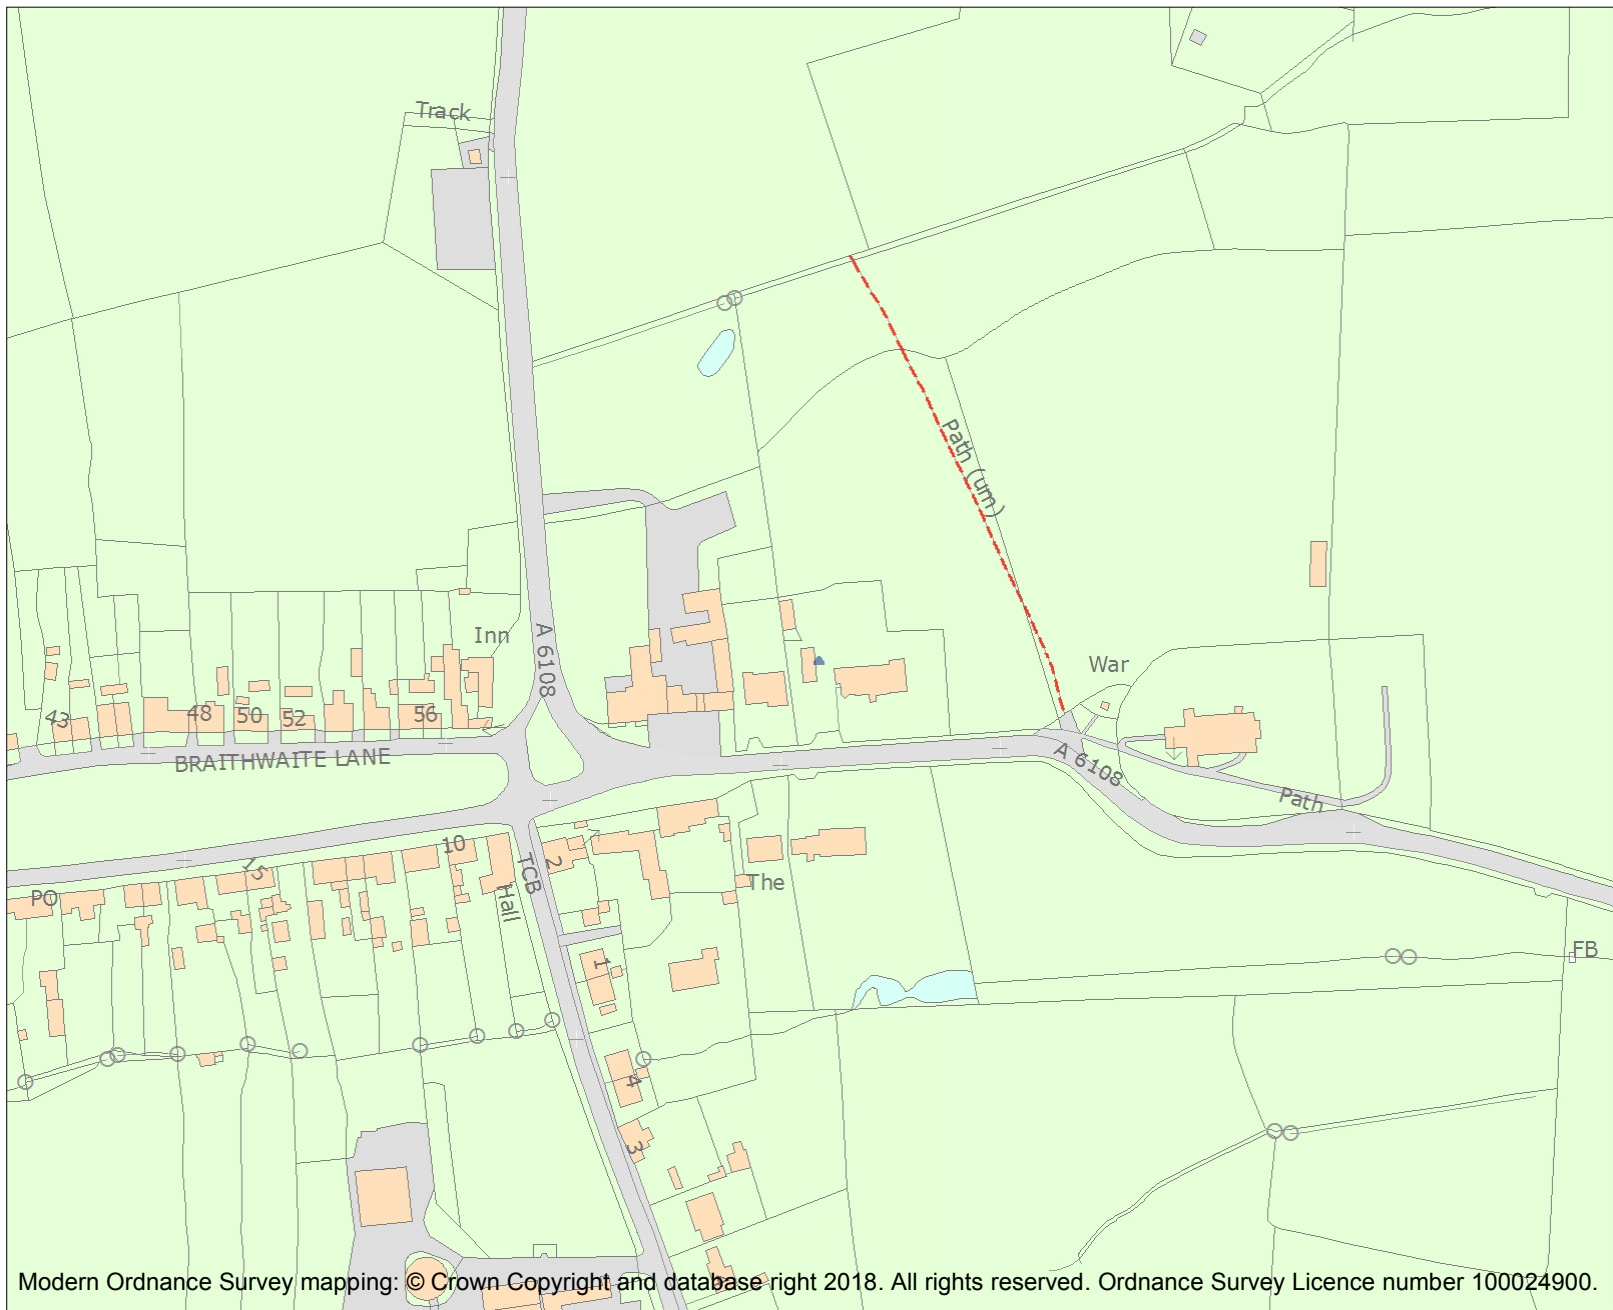 Track
Path (um)
Inn
A 6108
War
43
48
50
52
56
BRAITHWAITE LANE
A 6108
Path
10
15
2
TCB
Hall
PO
The
1
FB
4
3
Modern Ordnance Survey mapping: © Crown Copyright and database right 2018. All rights reserved. Ordnance Survey Licence number 100024900.